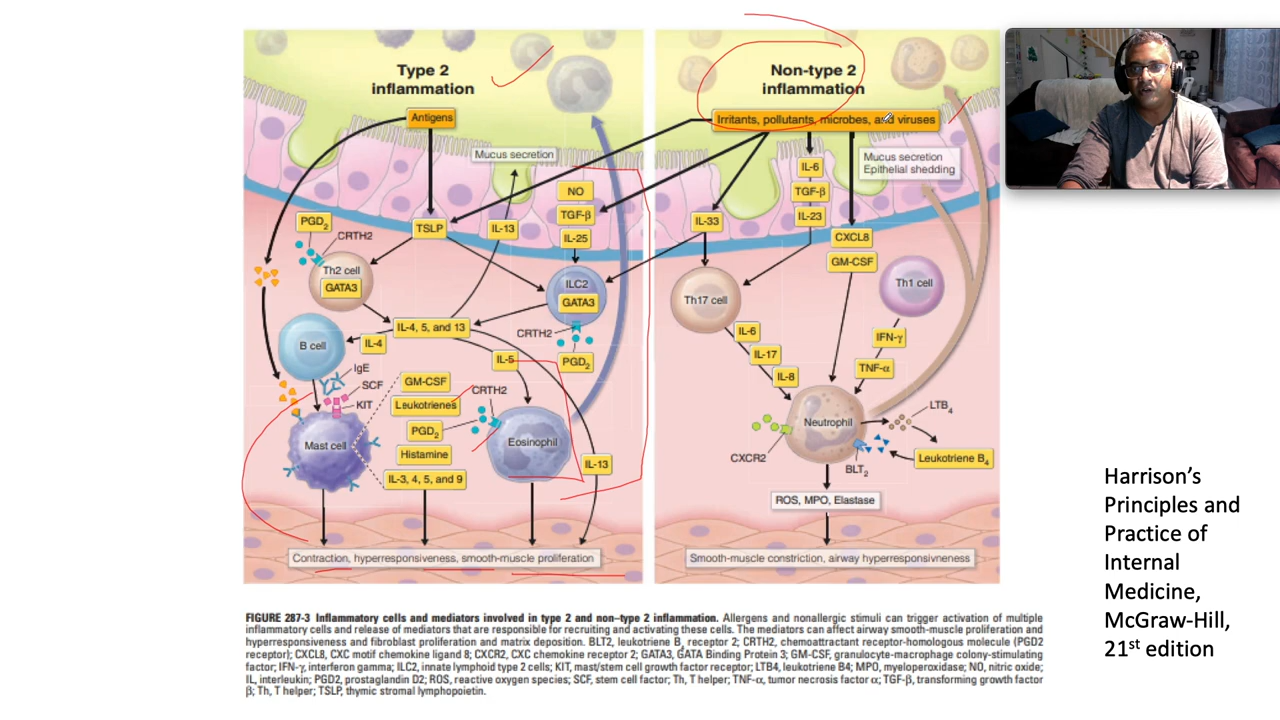 Type 2
inflammation
Antigens
Mucus secretion
NO
TGF-β
IL-25
PGD2
CRTH2
TSLP
IL-13
Th2 cell
GATA3
ILC2
GATA3
IL-4, 5, and 13
CRTH2
B cell
IL-4
IL-5
PGD2
IgE
SCF
KIT
GM-CSF
Leukotrienes
PGD2
Histamine
IL-3, 4, 5, and 9
CRTH2
Mast cell
Eosinophil
IL-13
Contraction, hyperresponsiveness, smooth-muscle proliferation
Non-type 2
inflammation
Irritants, pollutants, microbes, and viruses
IL-6
TGF-β
IL-23
Mucus secretion
Epithelial shedding
IL-33
CXCL8
GM-CSF
Th17 cell
Th1 cell
IL-6
IL-17
IL-8
IFN-γ
TNF-α
Neutrophil
LTB4
CXCR2
BLT2
Leukotriene B4
ROS, MPO, Elastase
Smooth-muscle constriction, airway hyperresponsivneness
FIGURE 287-3 Inflammatory cells and mediators involved in type 2 and non–type 2 inflammation. Allergens and nonallergic stimuli can trigger activation of multiple
inflammatory cells and release of mediators that are responsible for recruiting and activating these cells. The mediators can affect airway smooth-muscle proliferation and
hyperresponsiveness and fibroblast proliferation and matrix deposition. BLT2, leukotriene B receptor 2; CRTH2, chemoattractant receptor-homologous molecule (PGD2
receptor); CXCL8, CXC motif chemokine ligand 8; CXCR2, CXC chemokine receptor 2; GATA3, GATA Binding Protein 3; GM-CSF, granulocyte-macrophage colony-stimulating
factor; IFN-γ, interferon gamma; ILC2, innate lymphoid type 2 cells; KIT, mast/stem cell growth factor receptor; LTB4, leukotriene B4; MPO, myeloperoxidase; NO, nitric oxide;
IL, interleukin; PGD2, prostaglandin D2; ROS, reactive oxygen species; SCF, stem cell factor; Th, T helper; TNF-α, tumor necrosis factor α; TGF-β, transforming growth factor
β; Th, T helper; TSLP, thymic stromal lymphopoietin.
Harrison's
Principles and
Practice of
Internal
Medicine,
McGraw-Hill,
21st edition